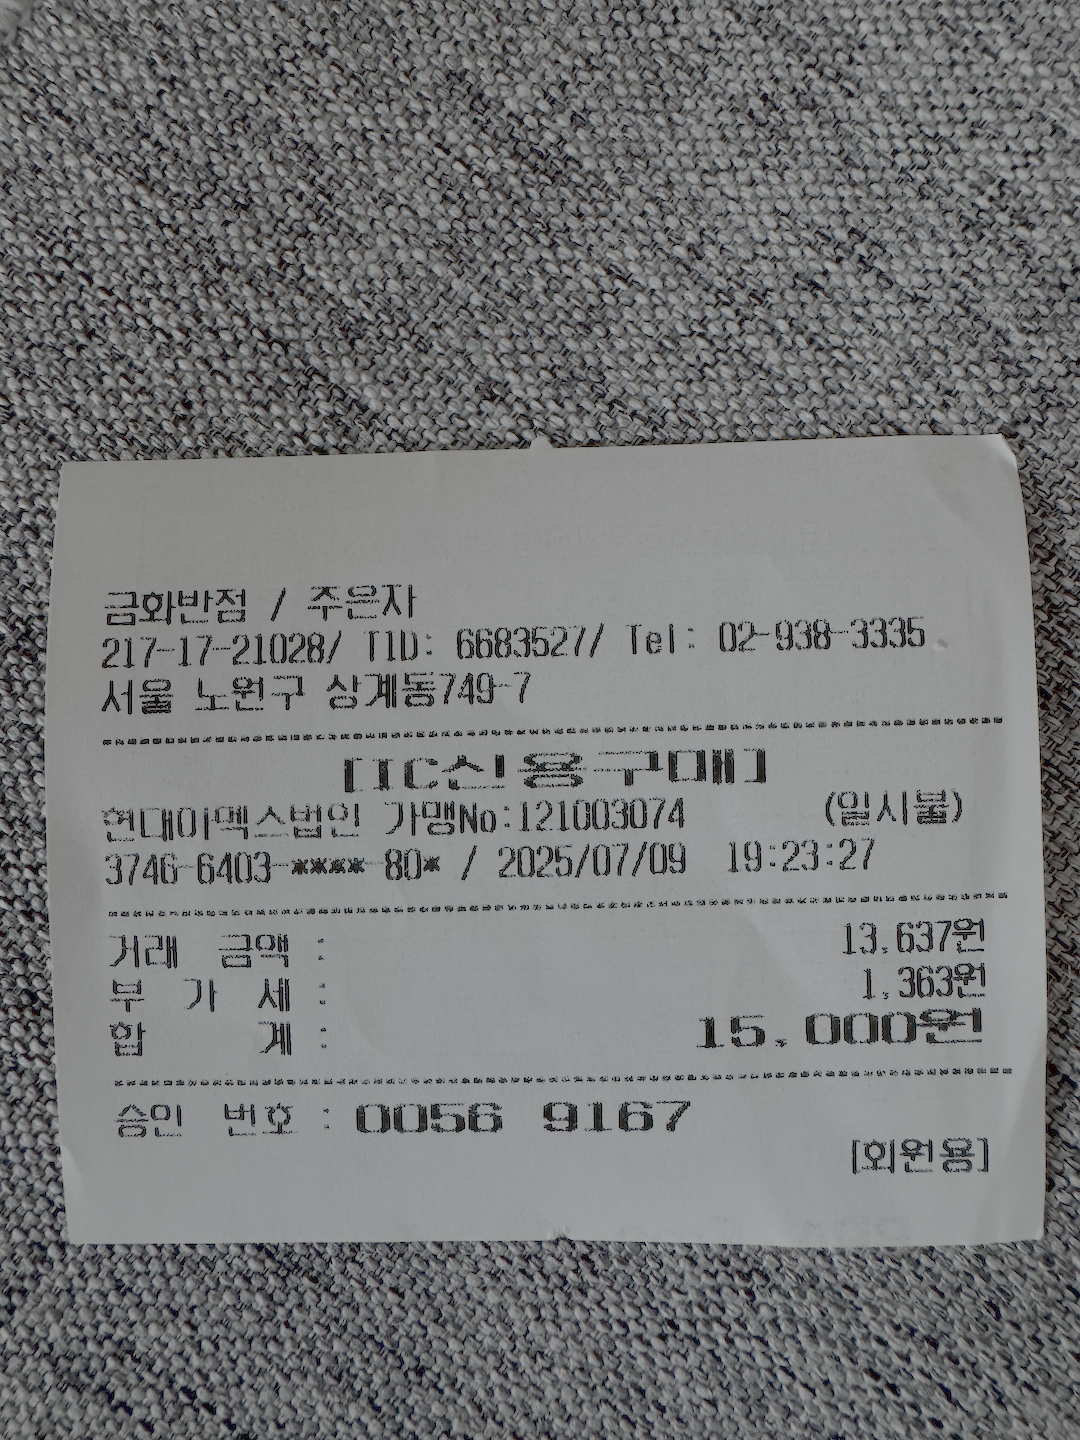 금화반점 / 주은자
217-17-21028/ TID: 6683527/ Tel: 02-938-3335
서울 노원구 상계동749-7
[IC신용구매]
현대이멕스법인 가맹No:121003074 (일시불)
3746-6403-****-80* / 2025/07/09 19:23:27
거래 금액 : 13,637원
부 가 세 : 1,363원
합 계 : 15,000원
승인 번호 : 0056 9167
[회원용]